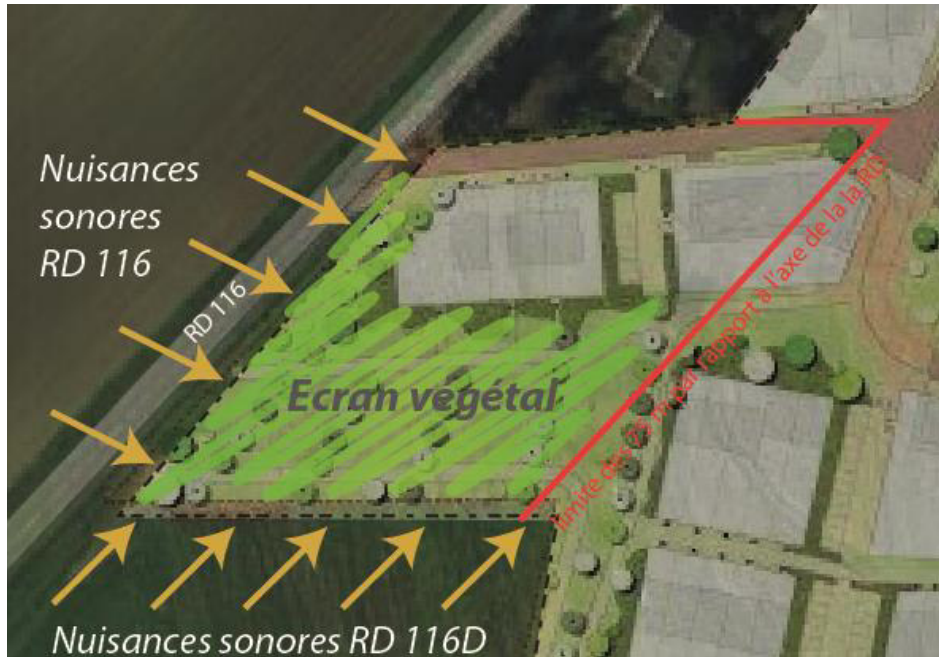 Nuisances
sonores
RD 116
RD 116
Ecran végétal
limite des 25 m par rapport à l'axe de la la RD
Nuisances sonores RD 116D